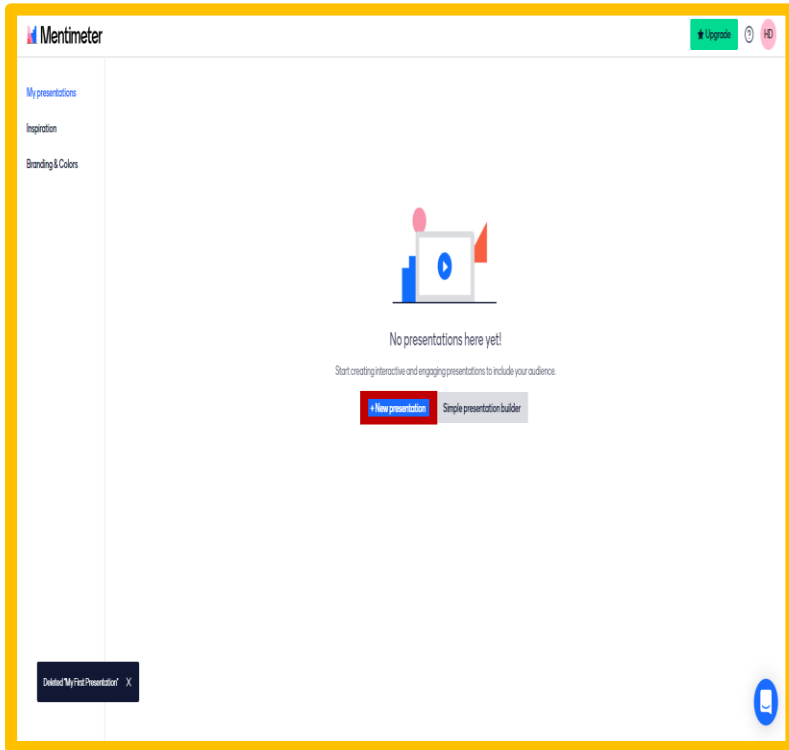 Mentimeter
★ Upgrade ? HD
My presentations
Inspiration
Branding & Colors
No presentations here yet!
Start creating interactive and engaging presentations to include your audience.
+ New presentation Simple presentation builder
Deleted "My First Presentation" X